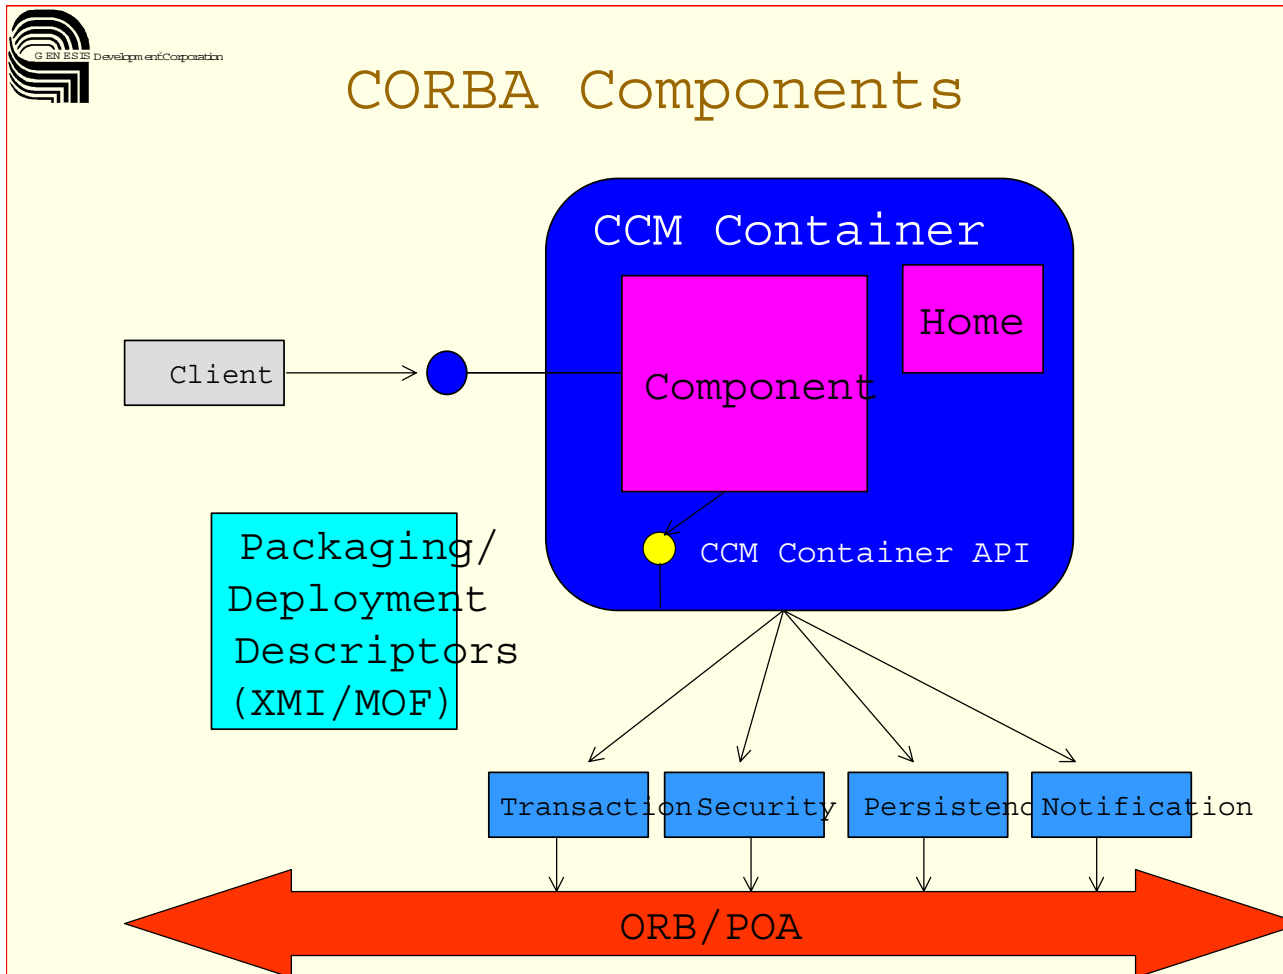 GENESIS Development Corporation
CORBA Components
CCM Container
Home
Client
Component
CCM Container API
Packaging/
Deployment
Descriptors
(XMI/MOF)
Transaction
Security
Persistenc
Notification
ORB/POA